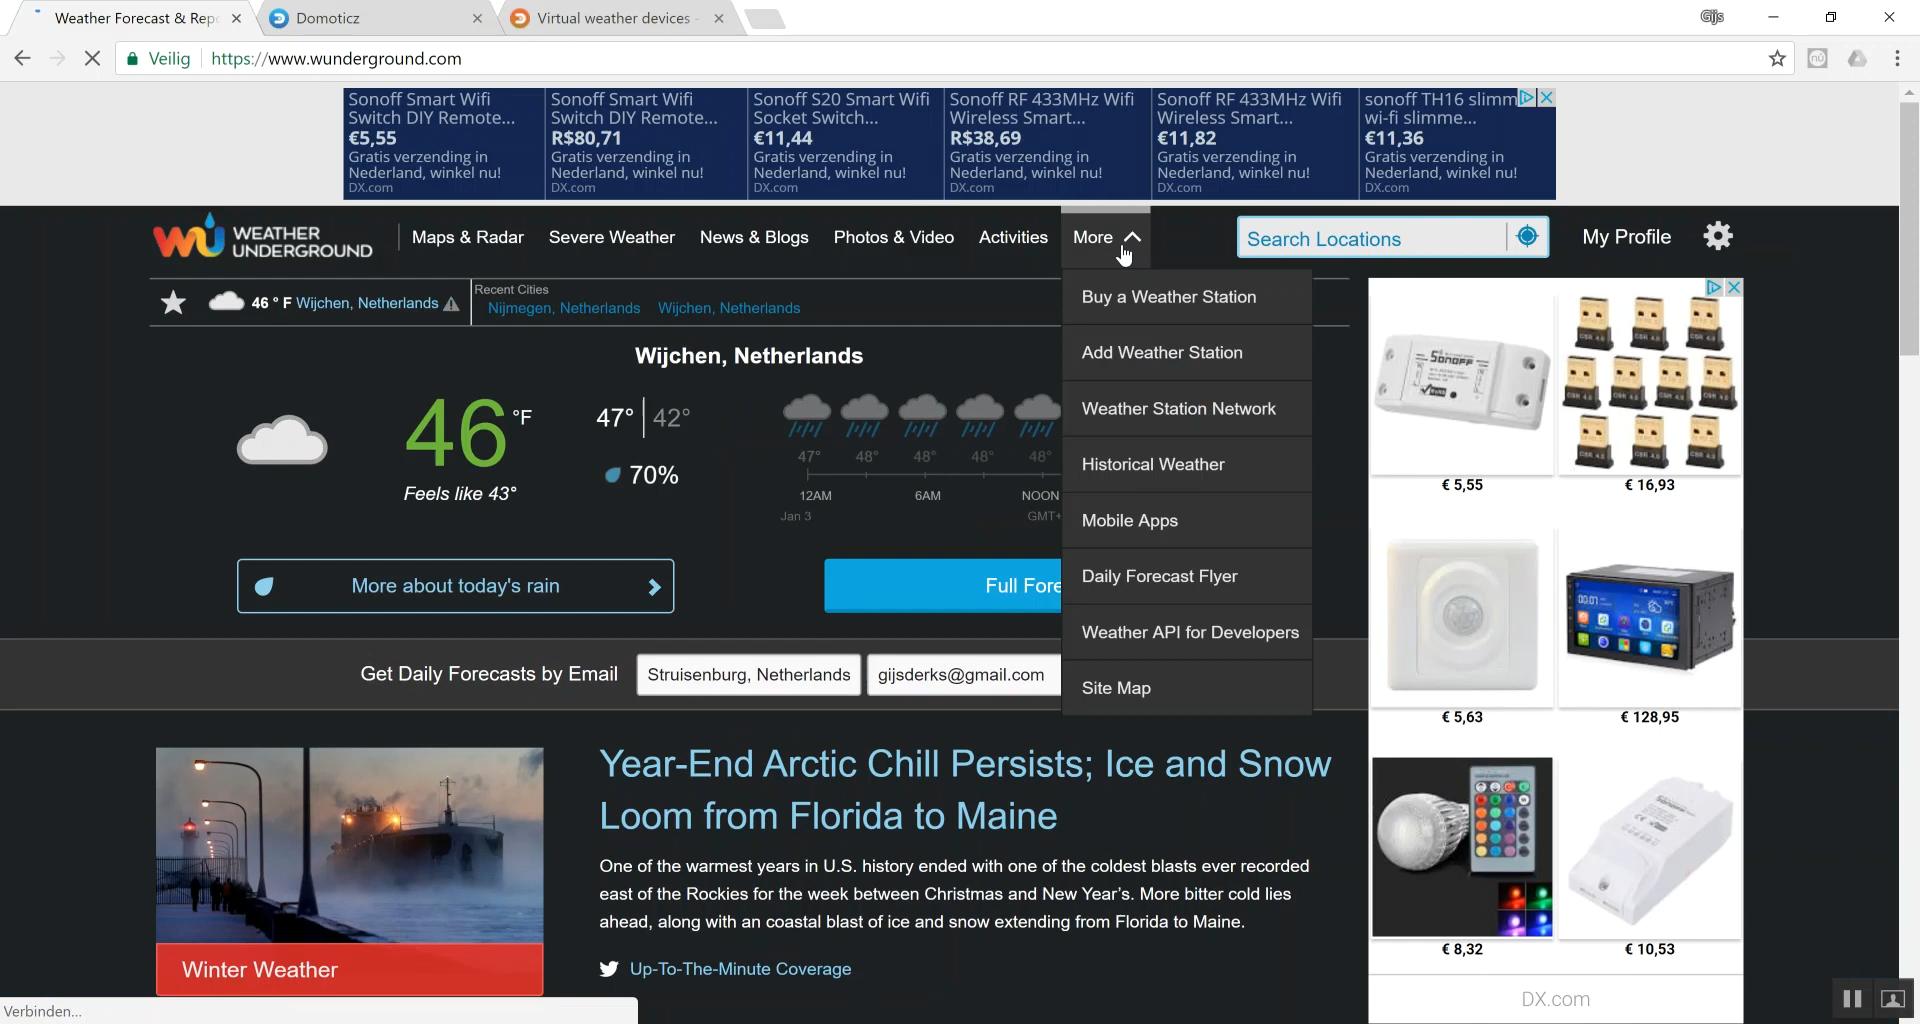 Weather Forecast & Rep
Domoticz
Virtual weather devices -
Gijs
Veilig
https://www.wunderground.com
Sonoff Smart Wifi
Switch DIY Remote...
€5,55
Gratis verzending in
Nederland, winkel nu!
DX.com
Sonoff Smart Wifi
Switch DIY Remote...
R$80,71
Gratis verzending in
Nederland, winkel nu!
DX.com
Sonoff S20 Smart Wifi
Socket Switch...
€11,44
Gratis verzending in
Nederland, winkel nu!
DX.com
Sonoff RF 433MHz Wifi
Wireless Smart...
R$38,69
Gratis verzending in
Nederland, winkel nu!
DX.com
Sonoff RF 433MHz Wifi
Wireless Smart...
€11,82
Gratis verzending in
Nederland, winkel nu!
DX.com
sonoff TH16 slimm
wi-fi slimme...
€11,36
Gratis verzending in
Nederland, winkel nu!
DX.com
WEATHER
UNDERGROUND
Maps & Radar
Severe Weather
News & Blogs
Photos & Video
Activities
More
Search Locations
My Profile
46 ° F Wijchen, Netherlands
Recent Cities
Nijmegen, Netherlands
Wijchen, Netherlands
Wijchen, Netherlands
46 °F
Feels like 43°
47° | 42°
70%
47° 48° 48° 48° 48°
12AM 6AM NOON
Jan 3 GMT+
More about today's rain
Full Fore
Buy a Weather Station
Add Weather Station
Weather Station Network
Historical Weather
Mobile Apps
Daily Forecast Flyer
Weather API for Developers
Site Map
Get Daily Forecasts by Email
Struisenburg, Netherlands
gijsderks@gmail.com
Year-End Arctic Chill Persists; Ice and Snow
Loom from Florida to Maine
One of the warmest years in U.S. history ended with one of the coldest blasts ever recorded
east of the Rockies for the week between Christmas and New Year's. More bitter cold lies
ahead, along with an coastal blast of ice and snow extending from Florida to Maine.
Up-To-The-Minute Coverage
Winter Weather
€ 5,55
€ 16,93
€ 5,63
€ 128,95
€ 8,32
€ 10,53
DX.com
Verbinden...